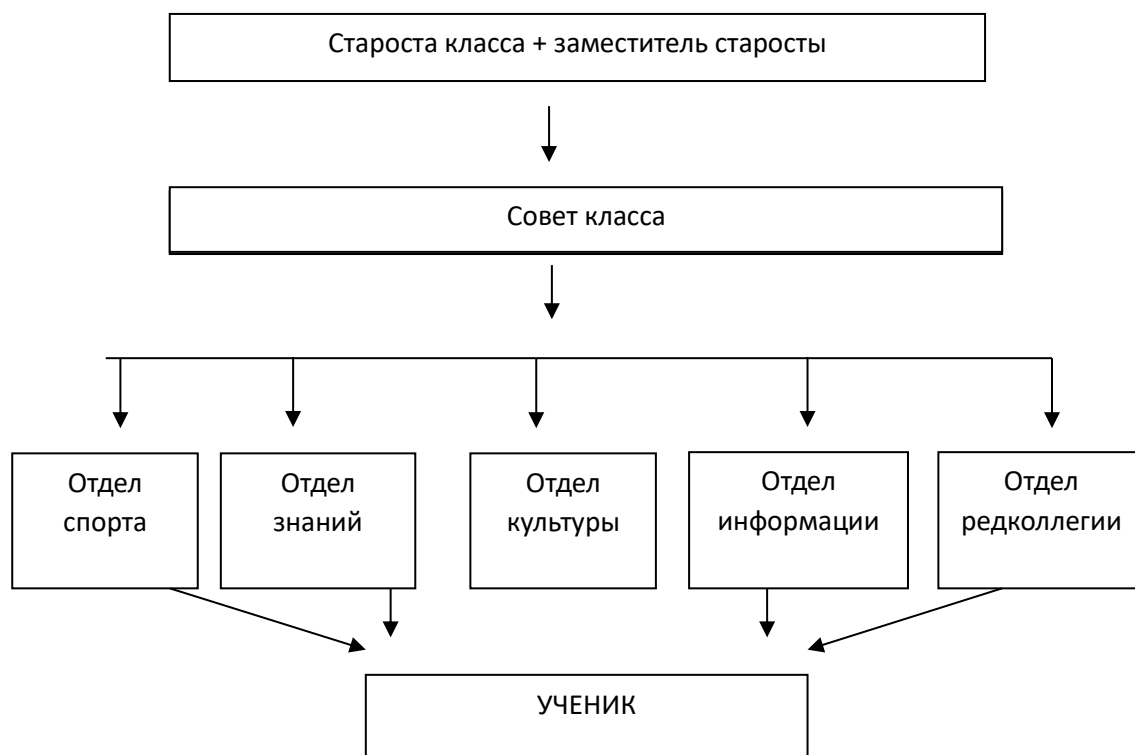 Староста класса + заместитель старосты
Совет класса
Отдел
спорта
Отдел
знаний
Отдел
культуры
Отдел
информации
Отдел
редколлегии
УЧЕНИК